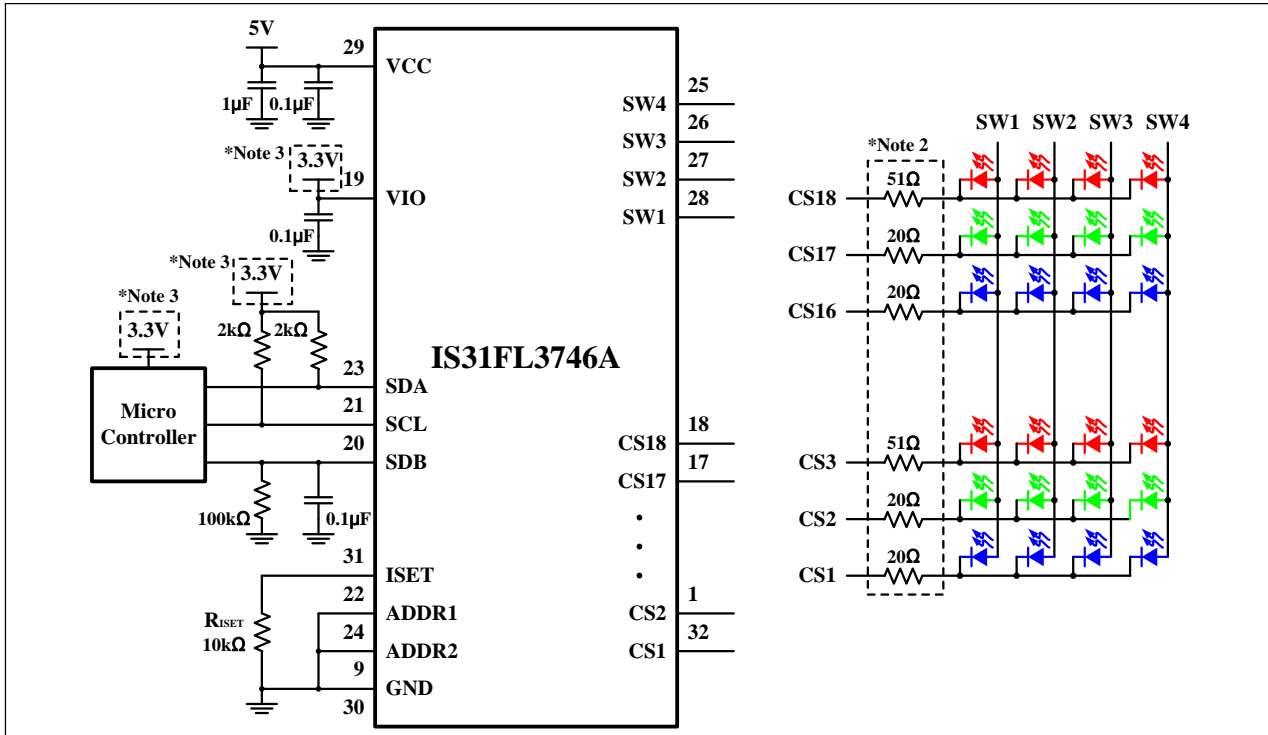 5V
29
VCC
1μF 0.1μF
*Note 3
3.3V
19
VIO
0.1μF
*Note 3
3.3V
*Note 3
3.3V
2kΩ 2kΩ
Micro
Controller
23
SDA
21
SCL
20
SDB
100kΩ
0.1μF
31
ISET
22
ADDR1
RISET
10kΩ
24
ADDR2
9
GND
30
IS31FL3746A
25
SW4
26
SW3
27
SW2
28
SW1
18
CS18
17
CS17
1
CS2
32
CS1
SW1 SW2 SW3 SW4
*Note 2
51Ω
CS18
20Ω
CS17
20Ω
CS16
51Ω
CS3
20Ω
CS2
20Ω
CS1